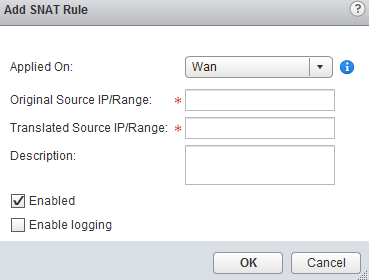 Add SNAT Rule
?
Applied On: Wan
i
Original Source IP/Range: *
Translated Source IP/Range: *
Description:
Enabled
Enable logging
OK Cancel